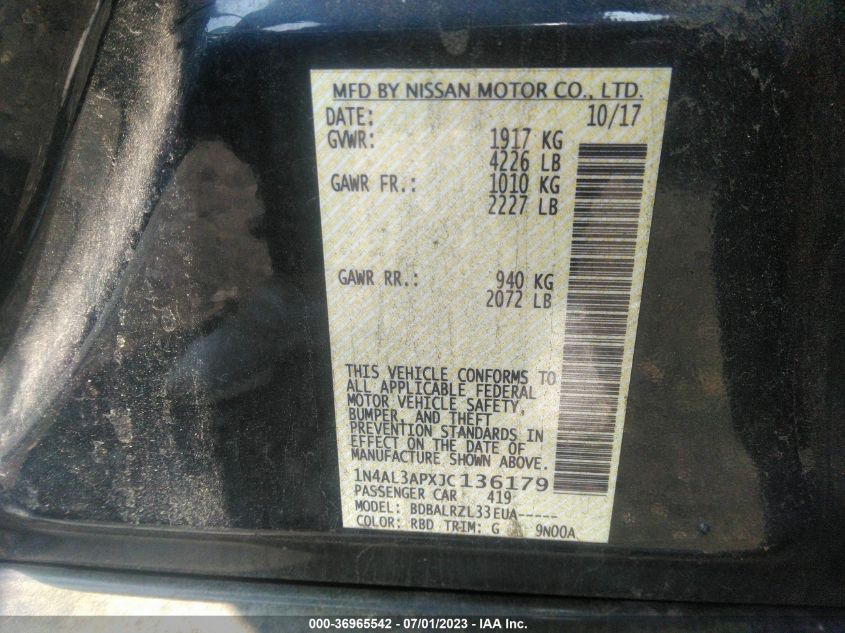 MFD BY NISSAN MOTOR CO., LTD.
DATE: 10/17
GVWR: 1917 KG
4226 LB
GAWR FR.: 1010 KG
2227 LB
GAWR RR.: 940 KG
2072 LB
THIS VEHICLE CONFORMS TO
ALL APPLICABLE FEDERAL
MOTOR VEHICLE SAFETY,
BUMPER, AND THEFT
PREVENTION STANDARDS IN
EFFECT ON THE DATE OF
MANUFACTURE SHOWN ABOVE.
1N4AL3APXJC136179
PASSENGER CAR 419
MODEL: BDBALRZL33EUA-----
COLOR: RBD TRIM: G 9N00A
000-36965542 / 07/01/2023 - IAA Inc.